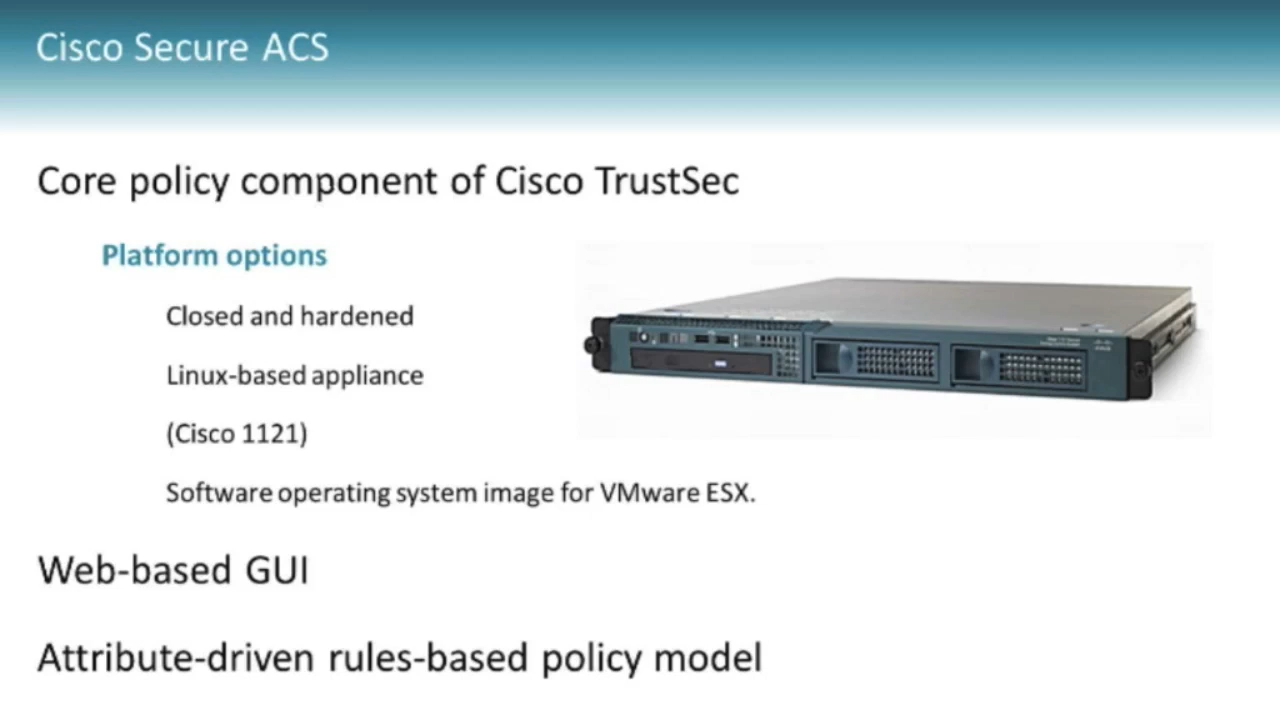 Cisco Secure ACS
Core policy component of Cisco TrustSec
Platform options
Closed and hardened
Linux-based appliance
(Cisco 1121)
Software operating system image for VMware ESX.
Web-based GUI
Attribute-driven rules-based policy model